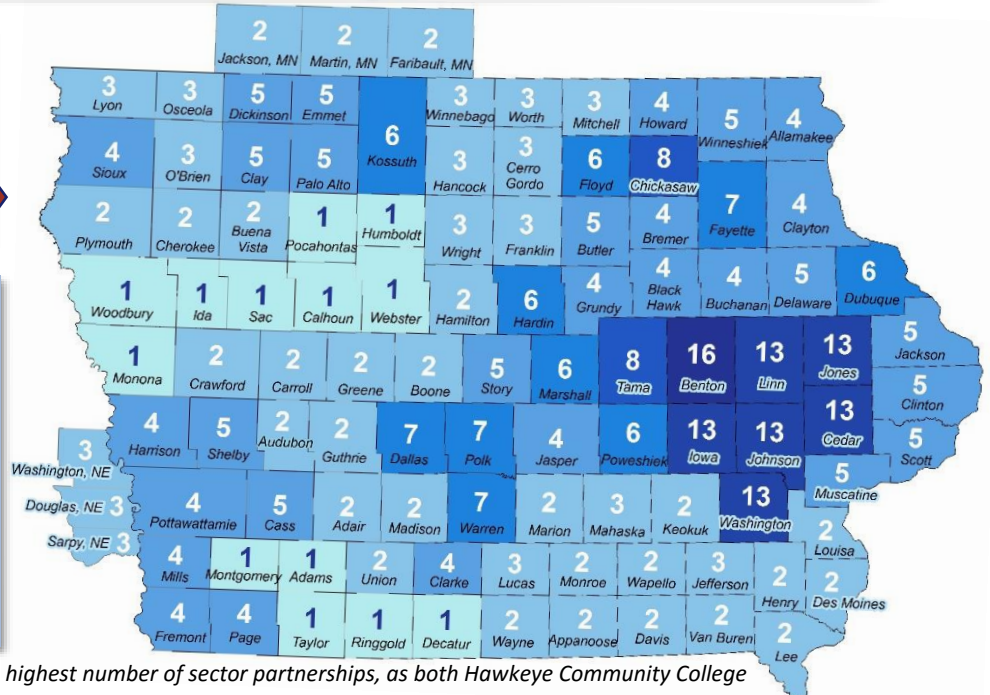 2 2 2
Jackson, MN Martin, MN Faribault, MN
3 3 5 5 6 3 3 3 4 5 4
Lyon Osceola Dickinson Emmet Kossuth Winnebago Worth Mitchell Howard Winneshiek Allamakee
4 3 5 5 3 3 6 8 7 4
Sioux O'Brien Clay Palo Alto Hancock Cerro Gordo Floyd Chickasaw Fayette Clayton
2 2 2 1 1 3 3 5 4
Plymouth Cherokee Buena Vista Pocahontas Humboldt Wright Franklin Butler Bremer
1 1 1 1 1 2 6 4 4 4 5 6
Woodbury Ida Sac Calhoun Webster Hamilton Hardin Grundy Black Hawk Buchanan Delaware Dubuque
1 2 2 2 2 5 6 8 16 13 13 5
Monona Crawford Carroll Greene Boone Story Marshall Tama Benton Linn Jones Jackson
5
Clinton
4 5 2 2 7 7 4 6 13 13 13 5
Harrison Shelby Audubon Guthrie Dallas Polk Jasper Poweshiek Iowa Johnson Cedar Scott
3
Washington, NE
Douglas, NE 3
Sarpy, NE 3
4 5 2 2 7 2 3 2 13 5 2
Pottawattamie Cass Adair Madison Warren Marion Mahaska Keokuk Washington Muscatine Louisa
4 1 1 2 4 3 2 2 3 2 2
Mills Montgomery Adams Union Clarke Lucas Monroe Wapello Jefferson Henry Des Moines
4 4 1 1 1 2 2 2 2 2
Fremont Page Taylor Ringgold Decatur Wayne Appanoose Davis Van Buren Lee
highest number of sector partnerships, as both Hawkeye Community College